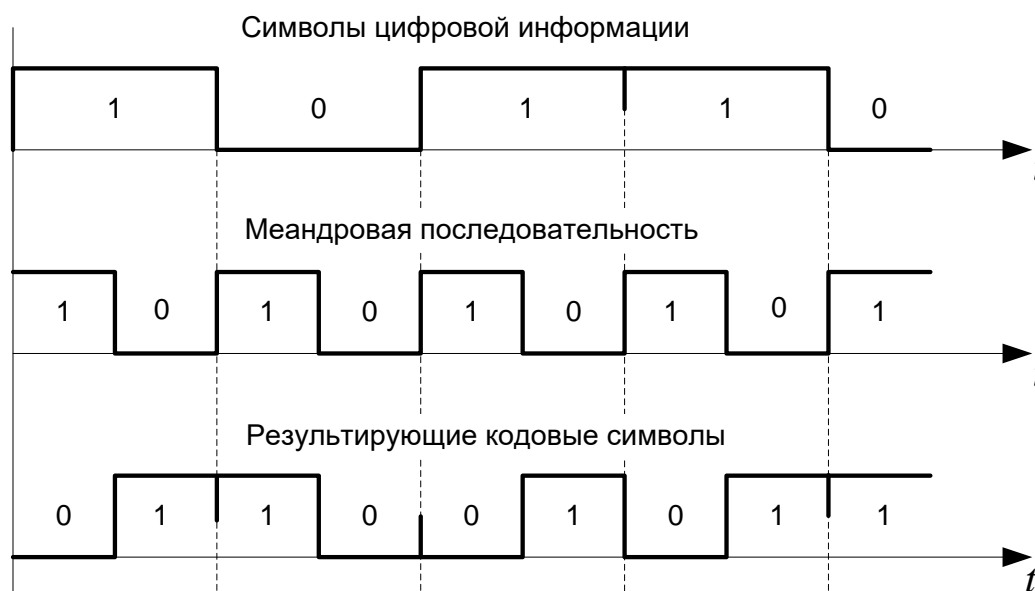 Символы цифровой информации
1 0 1 1 0
Меандровая последовательность
1 0 1 0 1 0 1 0 1
Результирующие кодовые символы
0 1 1 0 0 1 0 1 1
t